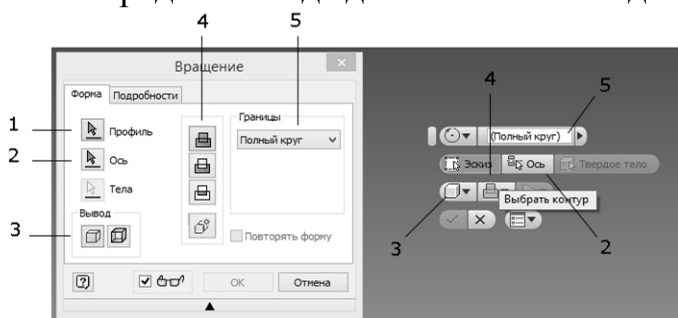 4
5
Вращение
Форма
Подробности
1
Профиль
2
Ось
Тела
Вывод
3
Границы
Полный круг
Повторять форму
ОК
Отмена
4
5
(Полный круг)
Эскиз
Ось
Твердое тело
Выбрать контур
3
2